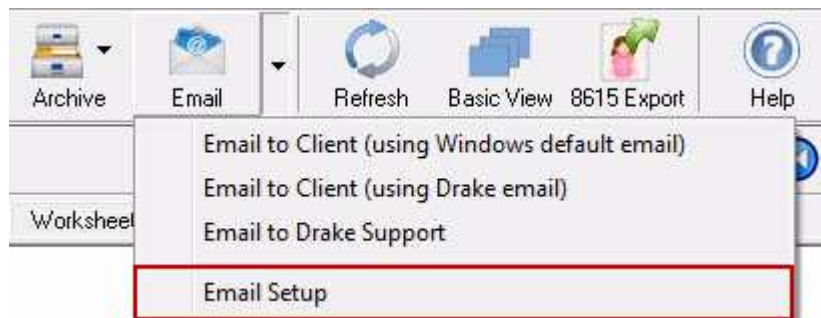 Archive Email Refresh Basic View 8615 Export Help
Email to Client (using Windows default email)
Email to Client (using Drake email)
Worksheet
Email to Drake Support
Email Setup